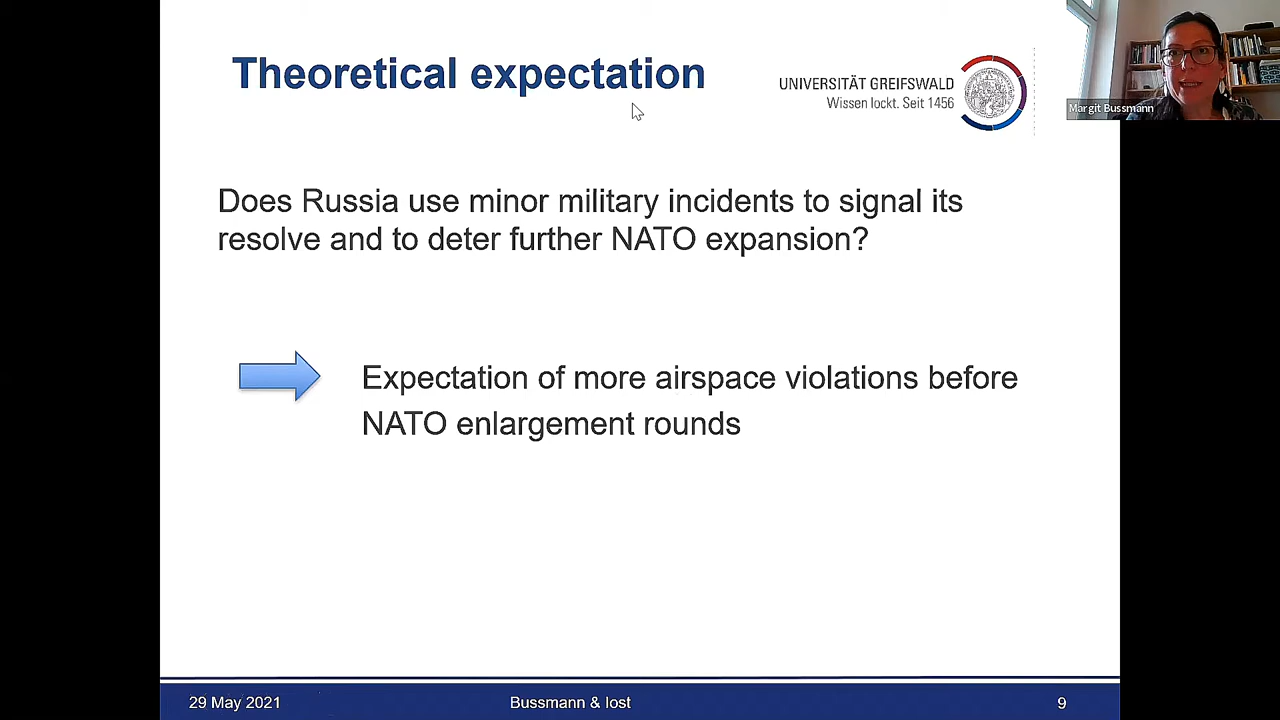 Theoretical expectation
UNIVERSITÄT GREIFSWALD
Wissen lockt. Seit 1456
Margit Bussmann
Does Russia use minor military incidents to signal its
resolve and to deter further NATO expansion?
Expectation of more airspace violations before
NATO enlargement rounds
29 May 2021
Bussmann & Iost
9